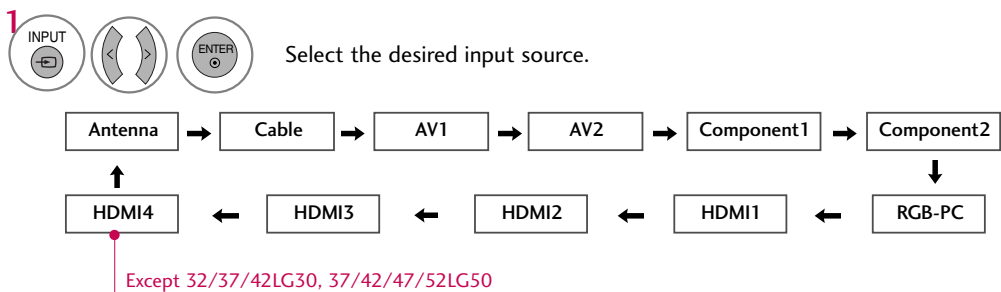 1
INPUT
ENTER
Select the desired input source.
Antenna
Cable
AV1
AV2
Component1
Component2
HDMI4
HDMI3
HDMI2
HDMI1
RGB-PC
Except 32/37/42LG30, 37/42/47/52LG50